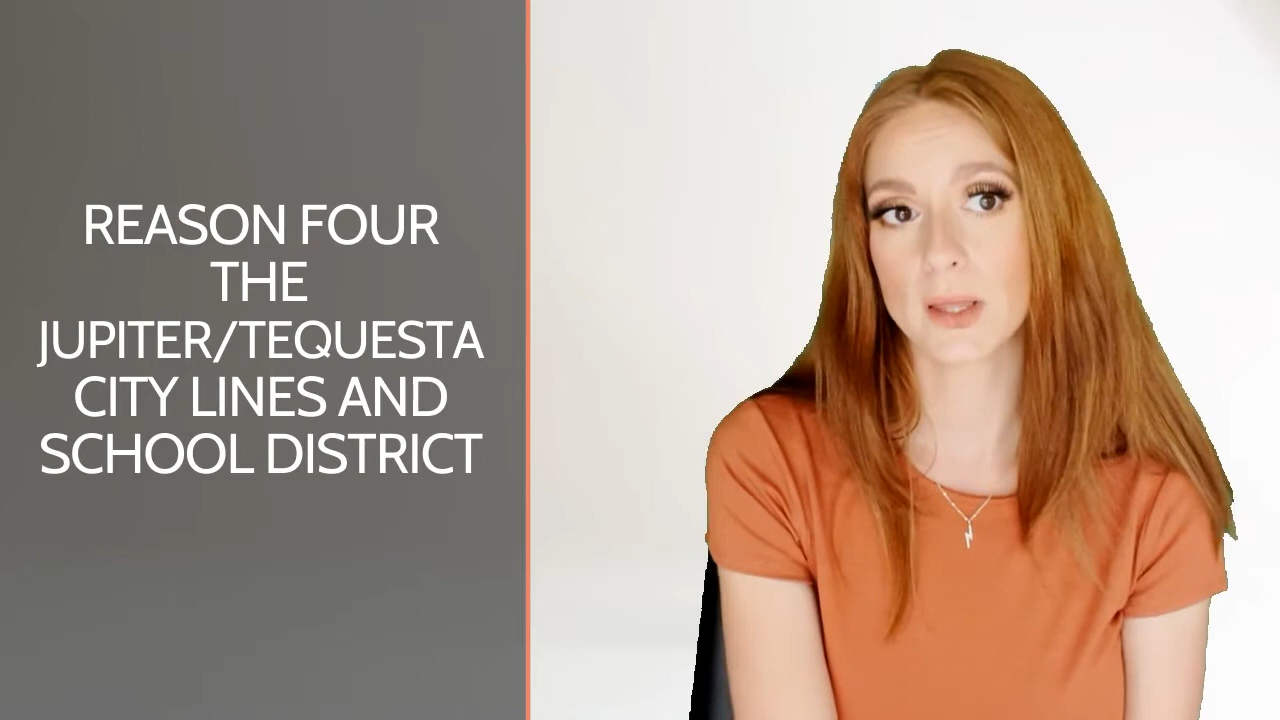 REASON FOUR
THE
JUPITER/TEQUESTA
CITY LINES AND
SCHOOL DISTRICT